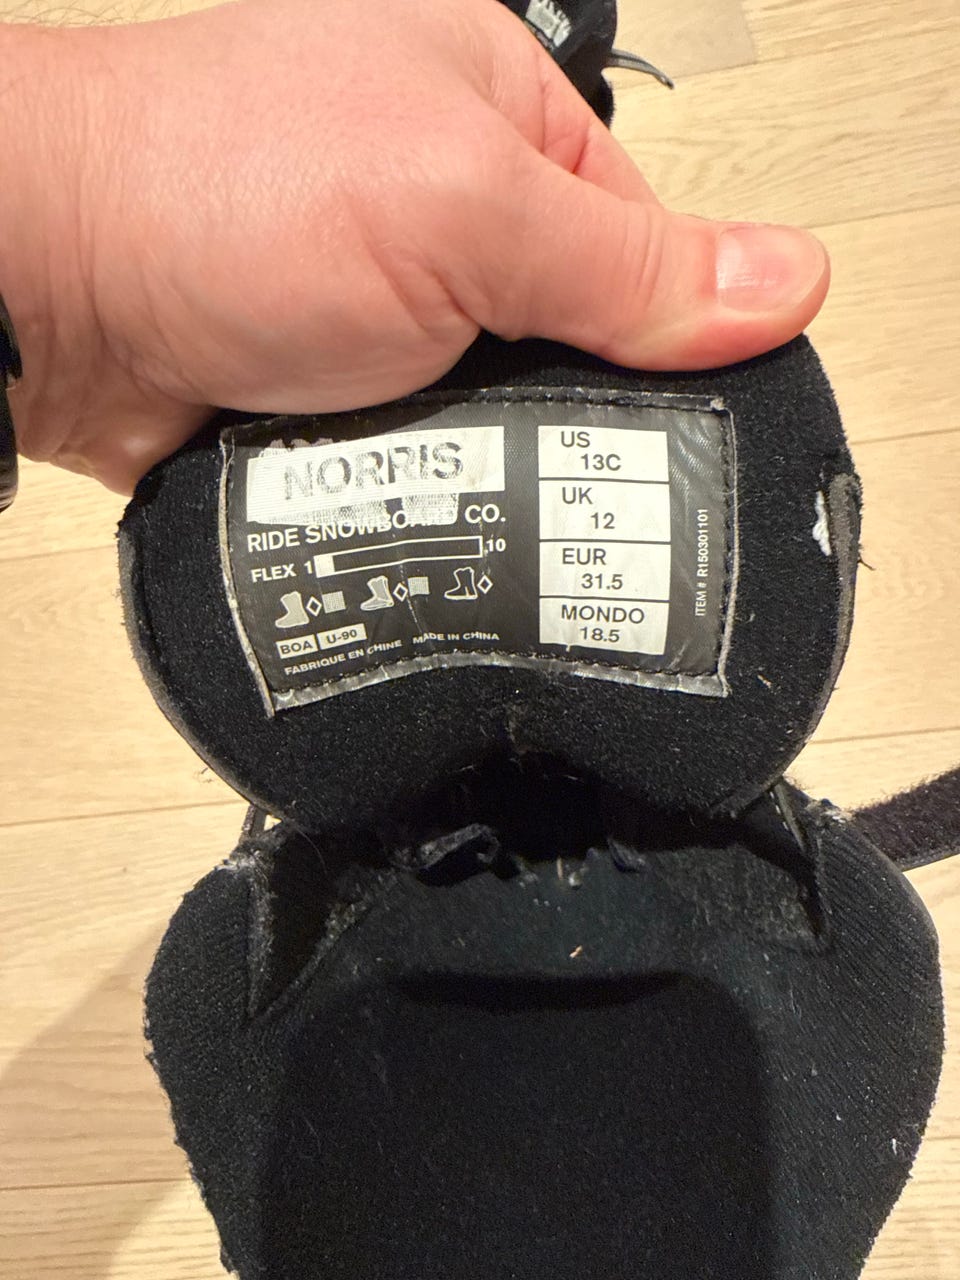 NORRIS
RIDE SNOWBOARD CO.
FLEX 1 10
BOA U-90
FABRIQUE EN CHINE MADE IN CHINA
US
13C
UK
12
EUR
31.5
MONDO
18.5
ITEM # R150301101